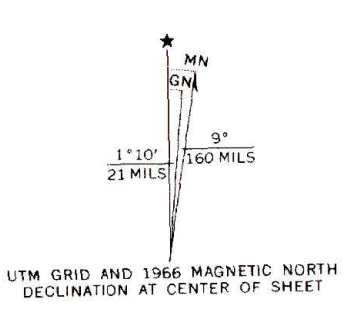 MN
GN
9°
1°10'
160 MILS
21 MILS
UTM GRID AND 1966 MAGNETIC NORTH
DECLINATION AT CENTER OF SHEET